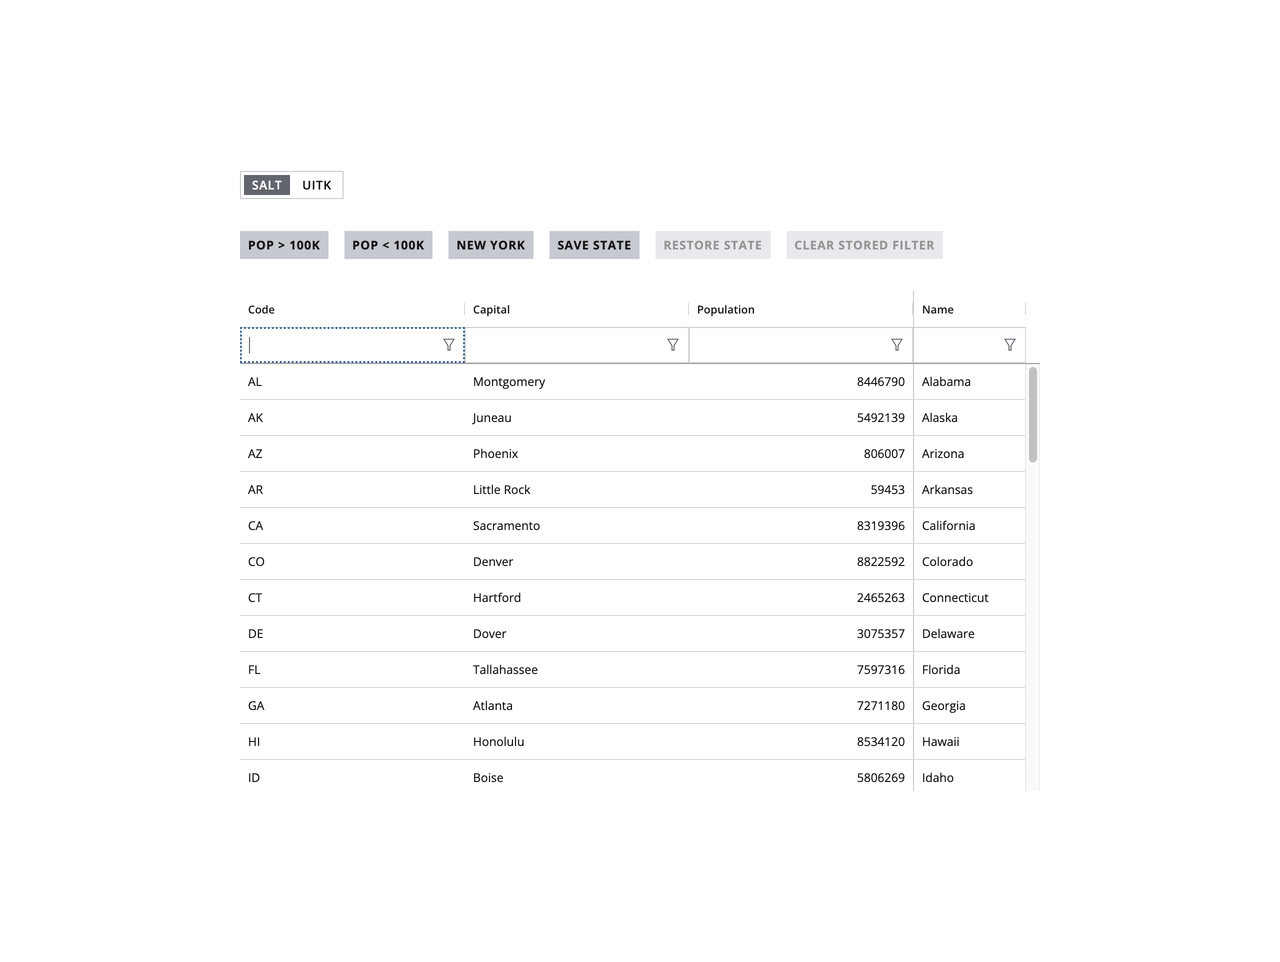 SALT UITK
POP > 100K POP < 100K NEW YORK SAVE STATE RESTORE STATE CLEAR STORED FILTER
Code Capital Population Name
AL Montgomery 8446790 Alabama
AK Juneau 5492139 Alaska
AZ Phoenix 806007 Arizona
AR Little Rock 59453 Arkansas
CA Sacramento 8319396 California
CO Denver 8822592 Colorado
CT Hartford 2465263 Connecticut
DE Dover 3075357 Delaware
FL Tallahassee 7597316 Florida
GA Atlanta 7271180 Georgia
HI Honolulu 8534120 Hawaii
ID Boise 5806269 Idaho